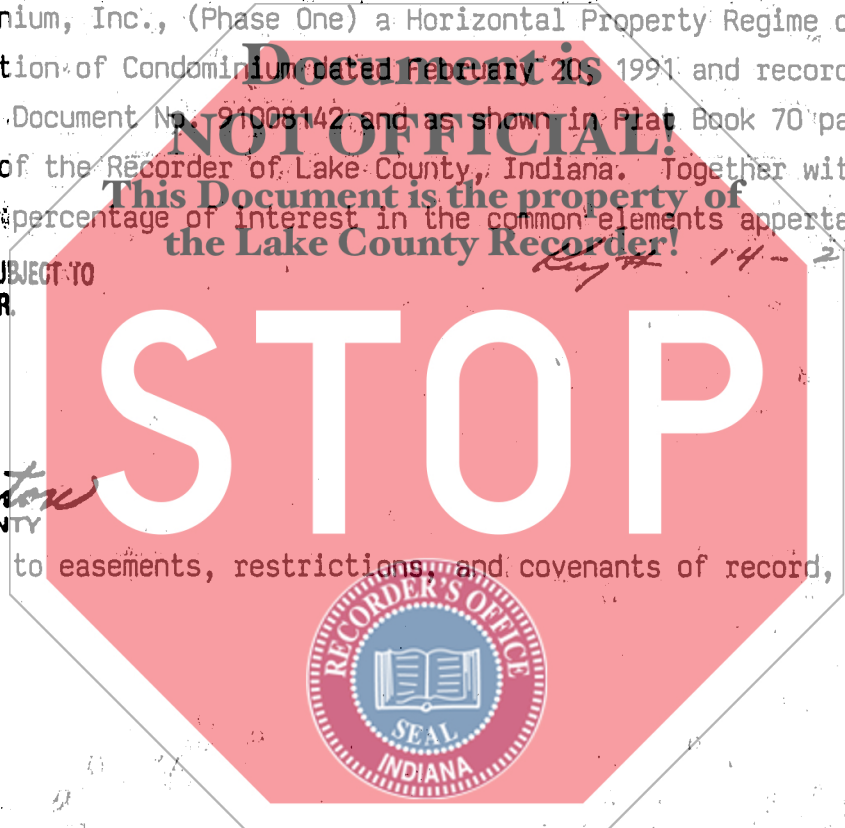 nium, Inc., (Phase One) a Horizontal Property Regime
Document is
tion of Condominium dated February 20, 1991 and record
Document No. 91008142 and as shown in Plat Book 70 pa
NOT OFFICIAL!
of the Recorder of Lake County, Indiana. Together wit
This Document is the property of
percentage of interest in the common elements apperta
the Lake County Recorder!
14 - 2
UBJECT TO
R.
STOP
NTY
to easements, restrictions, and covenants of record,
RECORDER'S OFFICE
SEAL
INDIANA